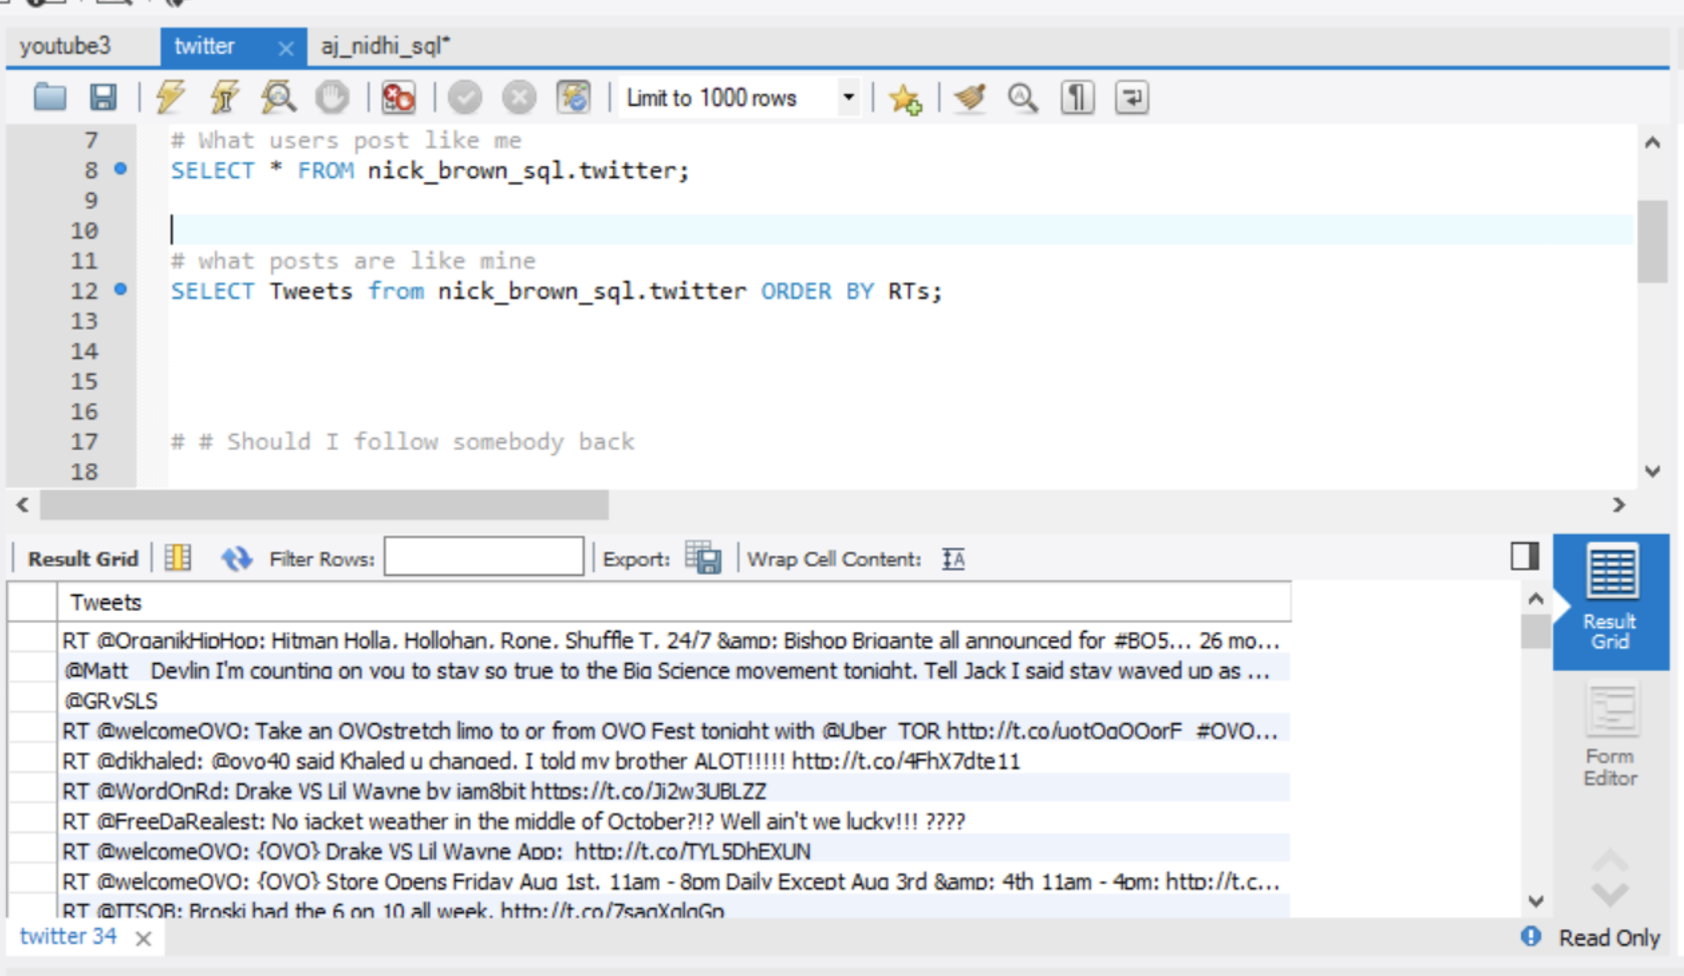 youtube3 twitter × aj_nidhi_sql*
Limit to 1000 rows
7 # What users post like me
8 SELECT * FROM nick_brown_sql.twitter;
9
10
11 # what posts are like mine
12 SELECT Tweets from nick_brown_sql.twitter ORDER BY RTs;
13
14
15
16
17 # # Should I follow somebody back
18
Result Grid Filter Rows: Export: Wrap Cell Content:
Tweets
RT @OrganikHipHop: Hitman Holla, Hollohan, Rone, Shuffle T, 24/7 &amp; Bishop Brigante all announced for #BO5... 26 mo...
@Matt__Devlin I'm counting on you to stay so true to the Big Science movement tonight. Tell Jack I said stay waved up as ...
@GRySLS
RT @welcomeOVO: Take an OVOstretch limo to or from OVO Fest tonight with @Uber_TOR http://t.co/uotOqOOorF #OVO...
RT @djkhaled: @ovo40 said Khaled u changed. I told my brother ALOT!!!!! http://t.co/4FhX7dte11
RT @WordOnRd: Drake VS Lil Wayne by iam8bit https://t.co/Ji2w3UBLZZ
RT @FreeDaRealest: No jacket weather in the middle of October?!? Well ain't we lucky!!! ????
RT @welcomeOVO: {OVO} Drake VS Lil Wayne App: http://t.co/TYL5DhEXUN
RT @welcomeOVO: {OVO} Store Opens Friday Aug 1st, 11am - 8pm Daily Except Aug 3rd &amp; 4th 11am - 4pm: http://t.c...
RT @ITSOB: Broski had the 6 on 10 all week.
Result Grid
Form Editor
twitter 34 ×
Read Only